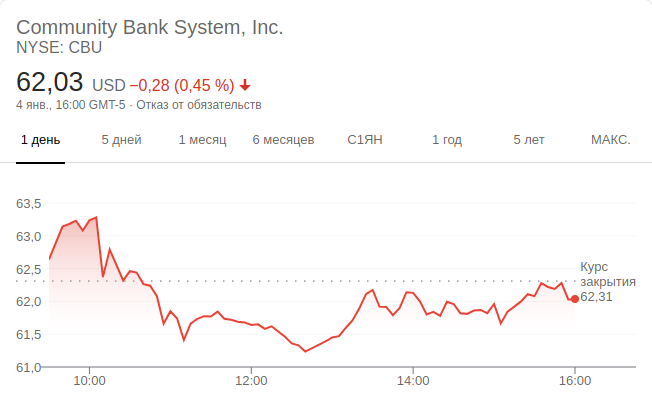 Community Bank System, Inc.
NYSE: CBU
62,03 USD −0,28 (0,45 %)
4 янв., 16:00 GMT-5 · Отказ от обязательств
1 день 5 дней 1 месяц 6 месяцев С1ЯН 1 год 5 лет МАКС.
63,5
63,0
62,5
62,0
61,5
61,0
Курс
закрытия
62,31
10:00 12:00 14:00 16:00